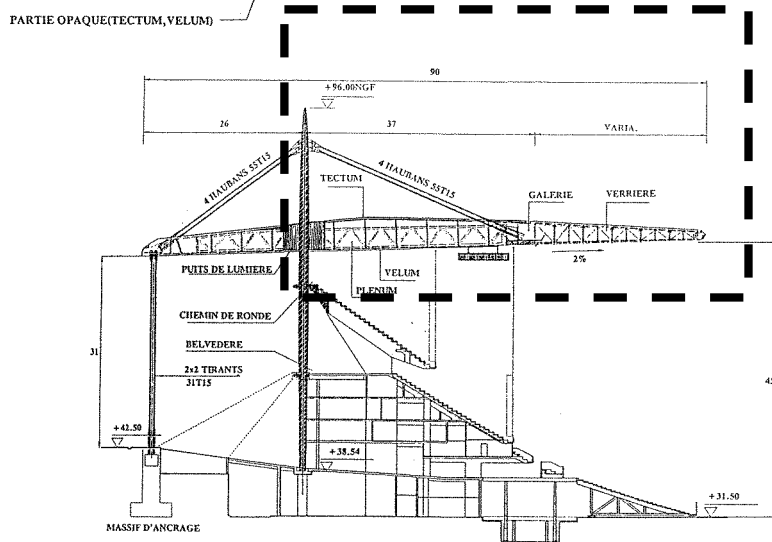 PARTIE OPAQUE(TECTUM, VELUM)
90
+96.00NGF
26
37
VARIA.
4 HAUBANS 55T15
4 HAUBANS 55T15
TECTUM
GALERIE
VERRIERE
PUITS DE LUMIERE
VELUM
2%
PLENUM
CHEMIN DE RONDE
BELVEDERE
31
2x2 TIRANTS
31T15
+42.50
+38.54
+31.50
MASSIF D'ANCRAGE